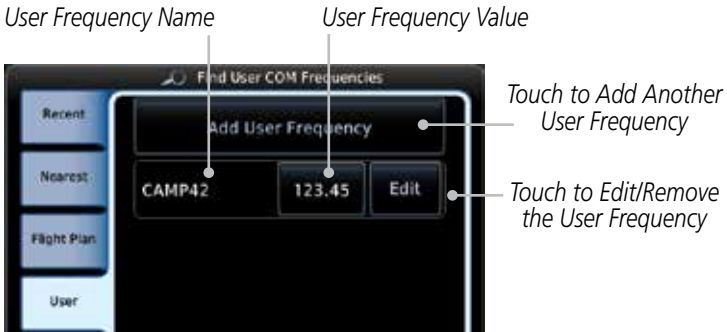 User Frequency Name
User Frequency Value
Find User COM Frequencies
Recent
Add User Frequency
Touch to Add Another
User Frequency
Nearest
CAMP42
123.45
Edit
Touch to Edit/Remove
the User Frequency
Flight Plan
User